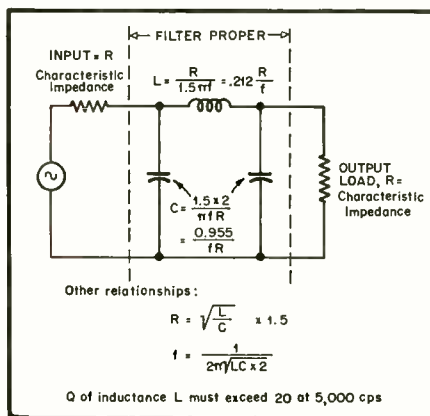 FILTER PROPER
INPUT = R
Characteristic
Impedance
L = R / 1.5πf = .212 R / f
C = 1.5 x 2 / πfR
= 0.955 / fR
OUTPUT
LOAD, R =
Characteristic
Impedance
Other relationships:
R = √(L / C) x 1.5
f = 1 / 2π√LC x 2
Q of inductance L must exceed 20 at 5,000 cps